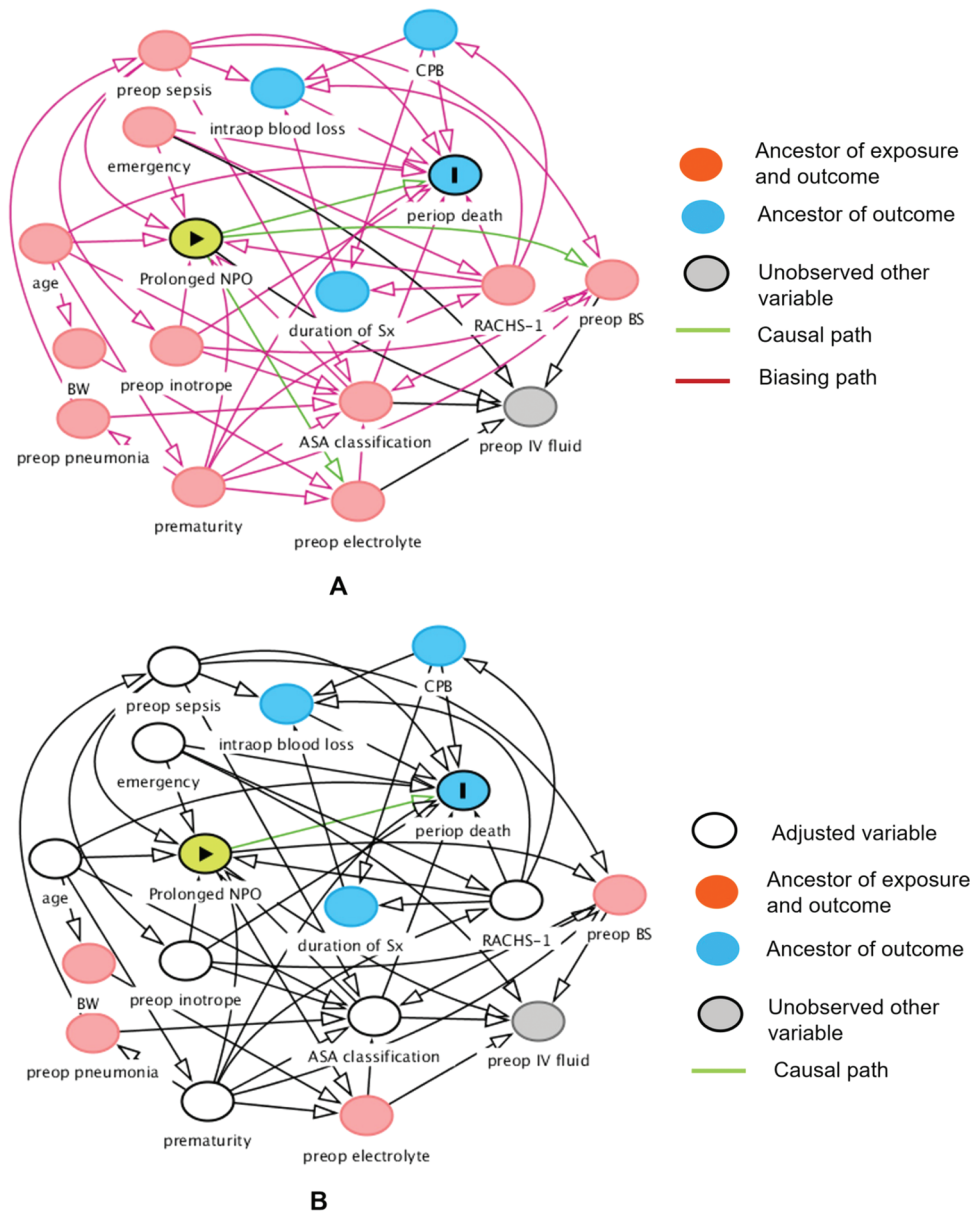 preop sepsis
CPB
intraop blood loss
emergency
periop death
Prolonged NPO
age
duration of Sx
RACHS-1
preop BS
BW
preop inotrope
preop pneumonia
ASA classification
preop IV fluid
prematurity
preop electrolyte
Ancestor of exposure
and outcome
Ancestor of outcome
Unobserved other
variable
Causal path
Biasing path
A
preop sepsis
CPB
intraop blood loss
emergency
periop death
Prolonged NPO
age
duration of Sx
RACHS-1
preop BS
BW
preop inotrope
preop pneumonia
ASA classification
preop IV fluid
prematurity
preop electrolyte
Adjusted variable
Ancestor of exposure
and outcome
Ancestor of outcome
Unobserved other
variable
Causal path
B